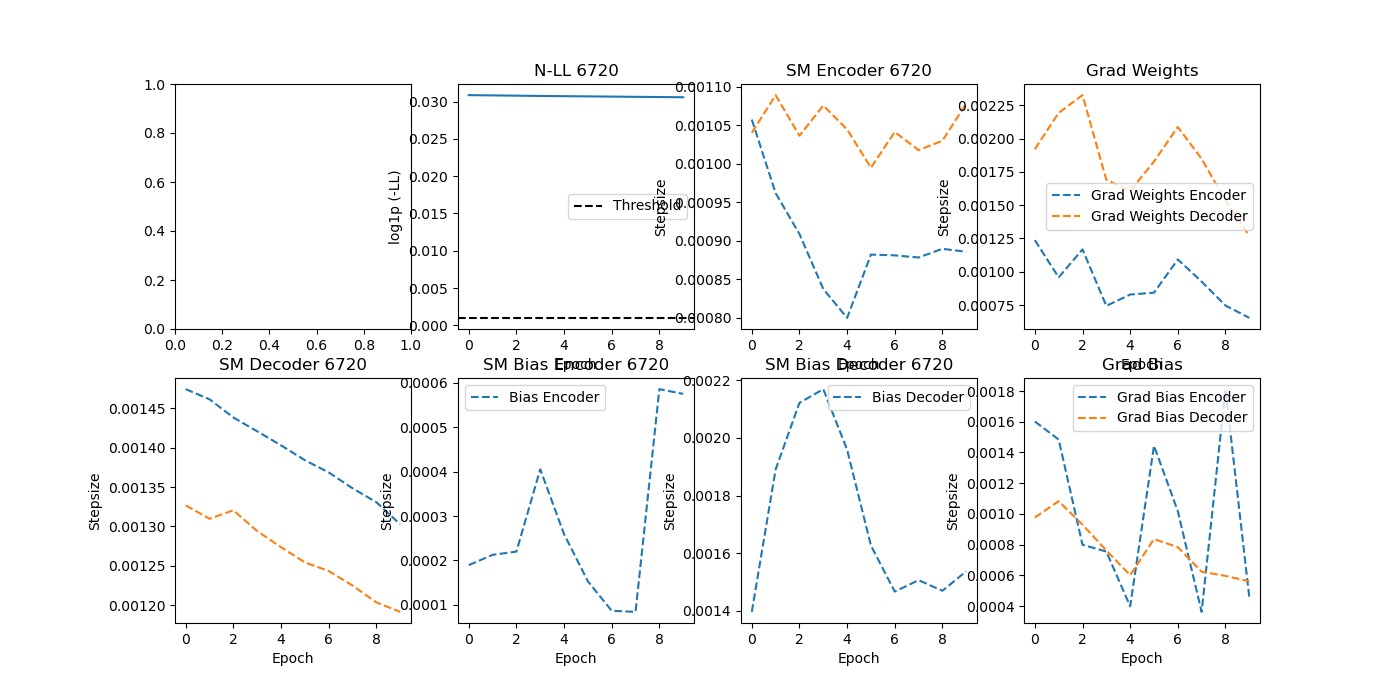 N-LL 6720
SM Encoder 6720
Grad Weights
1.0
0.8
0.6
0.4
0.2
0.0
0.0 0.2 0.4 0.6 0.8 1.0
log1p (-LL)
0.030
0.025
0.020
0.015
0.010
0.005
0.000
Threshold
0 2 4 6 8
Epoch
Stepsize
0.00110
0.00105
0.00100
0.00095
0.00090
0.00085
0.00080
0 2 4 6 8
Epoch
Stepsize
0.00225
0.00200
0.00175
0.00150
0.00125
0.00100
0.00075
Grad Weights Encoder
Grad Weights Decoder
0 2 4 6 8
Epoch
SM Decoder 6720
SM Bias Encoder 6720
SM Bias Decoder 6720
Grad Bias
Stepsize
0.00145
0.00140
0.00135
0.00130
0.00125
0.00120
0 2 4 6 8
Epoch
Stepsize
0.0006
0.0005
0.0004
0.0003
0.0002
0.0001
Bias Encoder
0 2 4 6 8
Epoch
Stepsize
0.0022
0.0020
0.0018
0.0016
0.0014
Bias Decoder
0 2 4 6 8
Epoch
Stepsize
0.0018
0.0016
0.0014
0.0012
0.0010
0.0008
0.0006
0.0004
Grad Bias Encoder
Grad Bias Decoder
0 2 4 6 8
Epoch